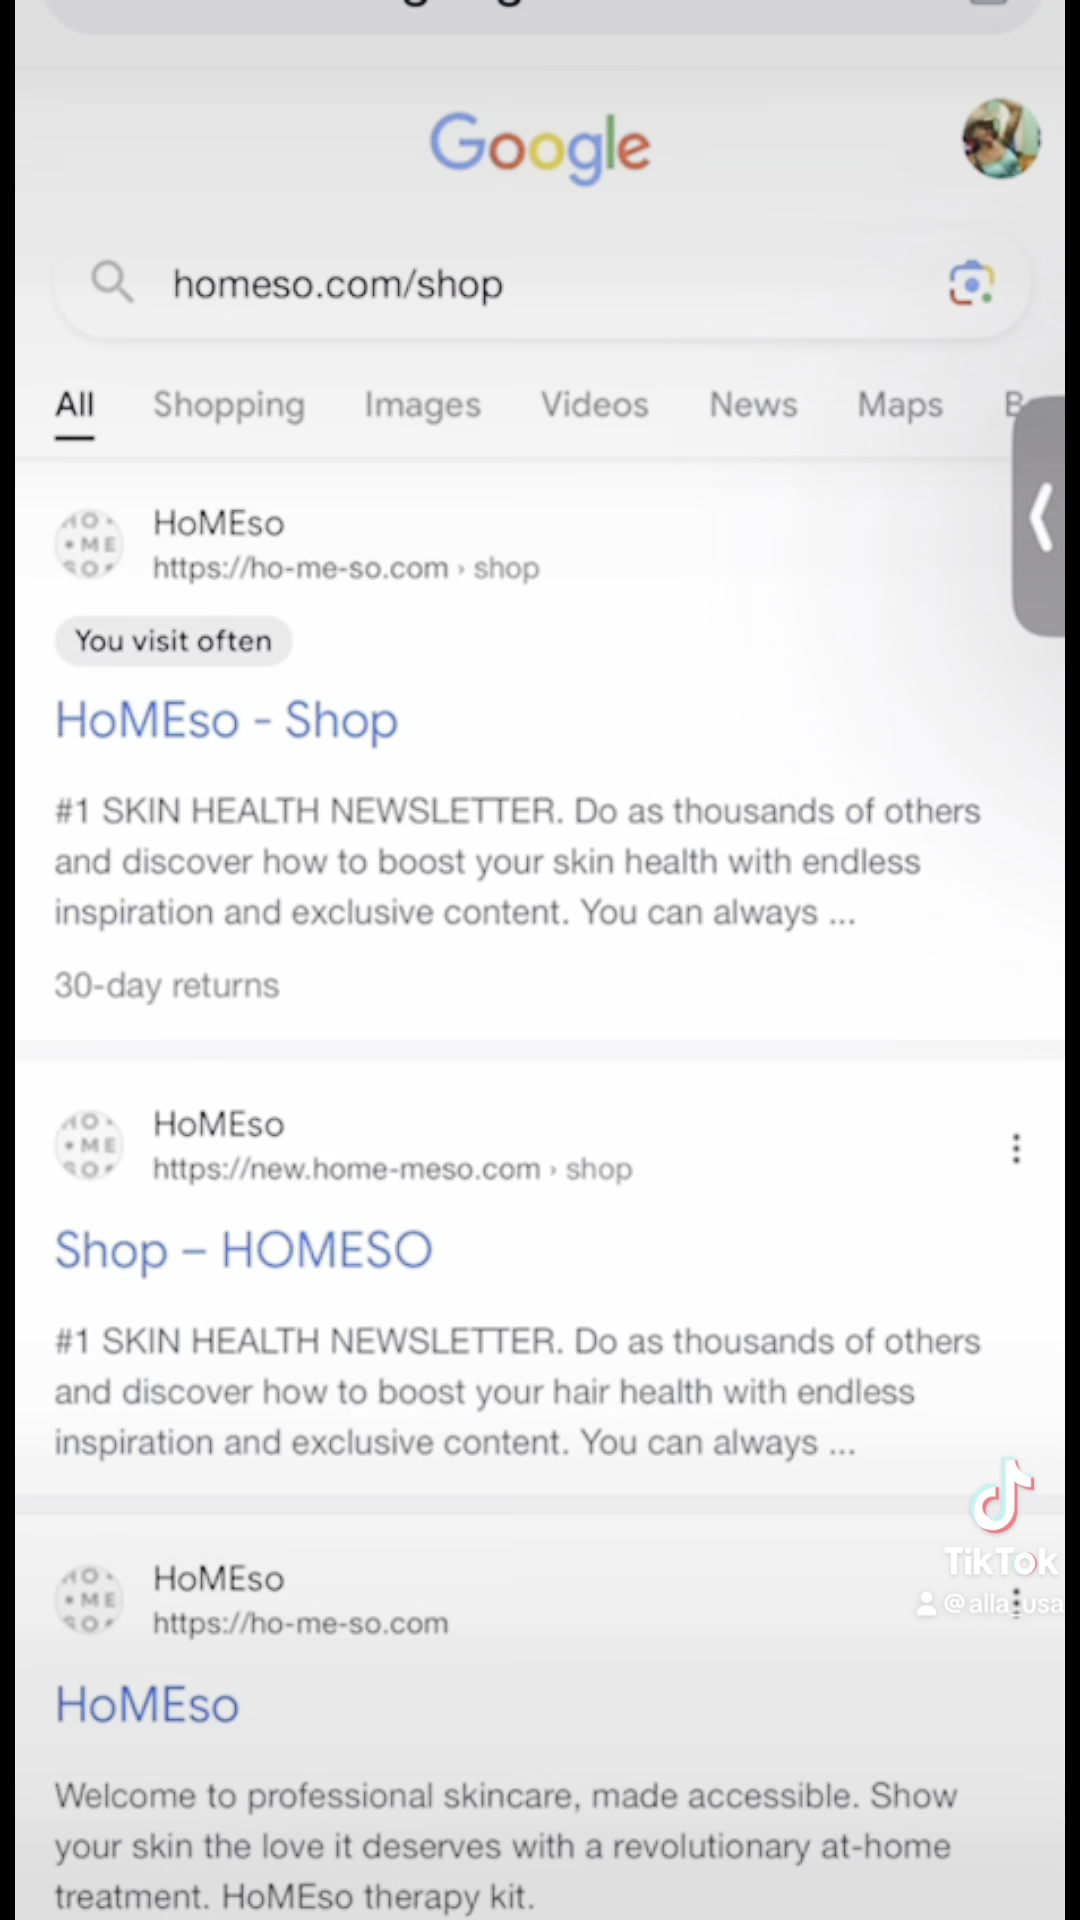 Google
homeso.com/shop
All Shopping Images Videos News Maps
HoMEso
https://ho-me-so.com › shop
You visit often
HoMEso - Shop
#1 SKIN HEALTH NEWSLETTER. Do as thousands of others
and discover how to boost your skin health with endless
inspiration and exclusive content. You can always ...
30-day returns
HoMEso
https://new.home-meso.com › shop
Shop – HOMESO
#1 SKIN HEALTH NEWSLETTER. Do as thousands of others
and discover how to boost your hair health with endless
inspiration and exclusive content. You can always ...
TikTok
HoMEso
https://ho-me-so.com
HoMEso
Welcome to professional skincare, made accessible. Show
your skin the love it deserves with a revolutionary at-home
treatment. HoMEso therapy kit.